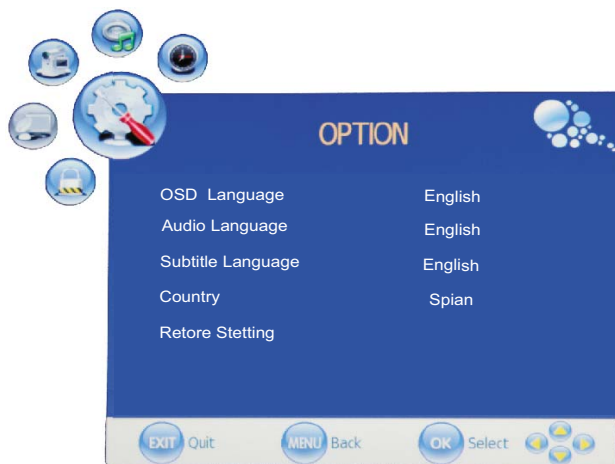 OPTION
OSD Language English
Audio Language English
Subtitle Language English
Country Spian
Retore Stetting
EXIT Quit MENU Back OK Select